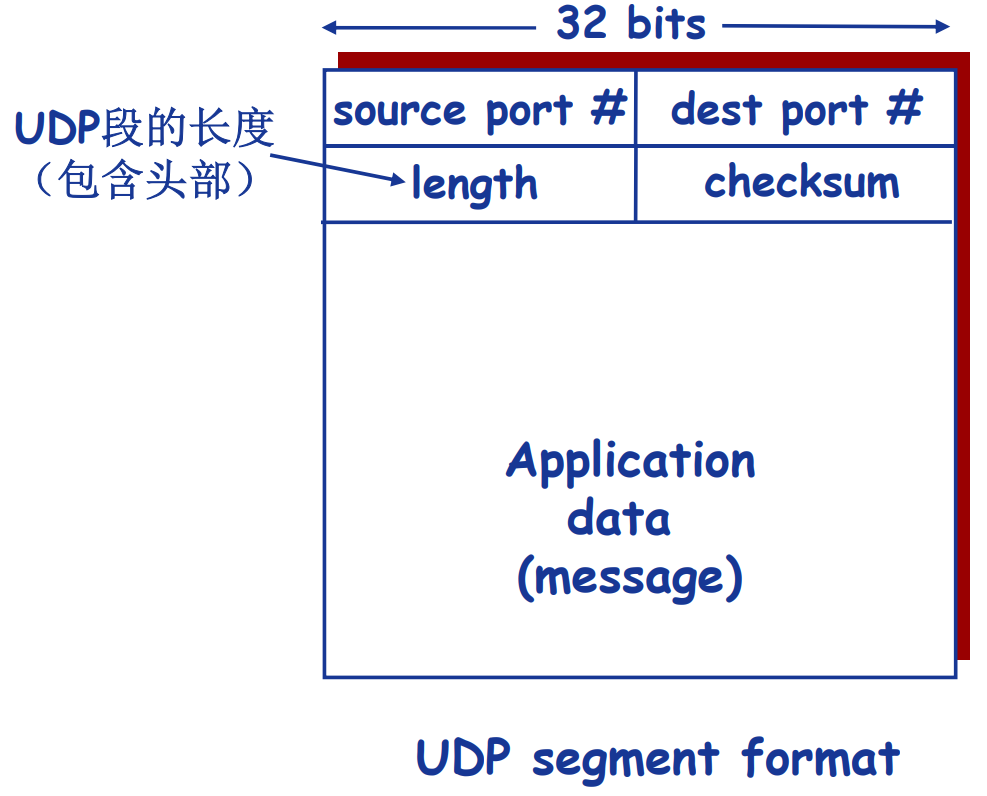 32 bits
source port # dest port #
UDP段的长度
（包含头部）
length checksum
Application
data
(message)
UDP segment format